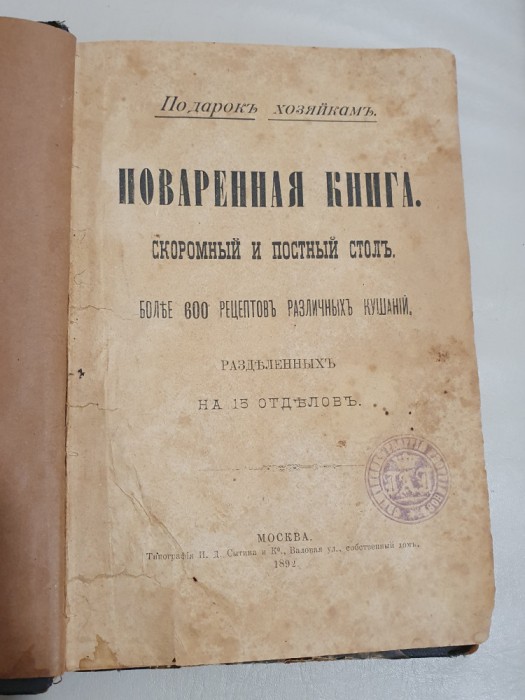 Подарокъ хозяйкамъ.
ПОВАРЕННАЯ КНИГА.
СКОРОМНЫЙ И ПОСТНЫЙ СТОЛЪ.
БОЛѢЕ 600 РЕЦЕПТОВЪ РАЗЛИЧНЫХЪ КУШАНІЙ,
РАЗДѢЛЕННЫХЪ
НА 15 ОТДѢЛОВЪ.
МОСКВА.
Типографія И. Д. Сытина и Кº., Валовая ул., собственный домъ.
1892